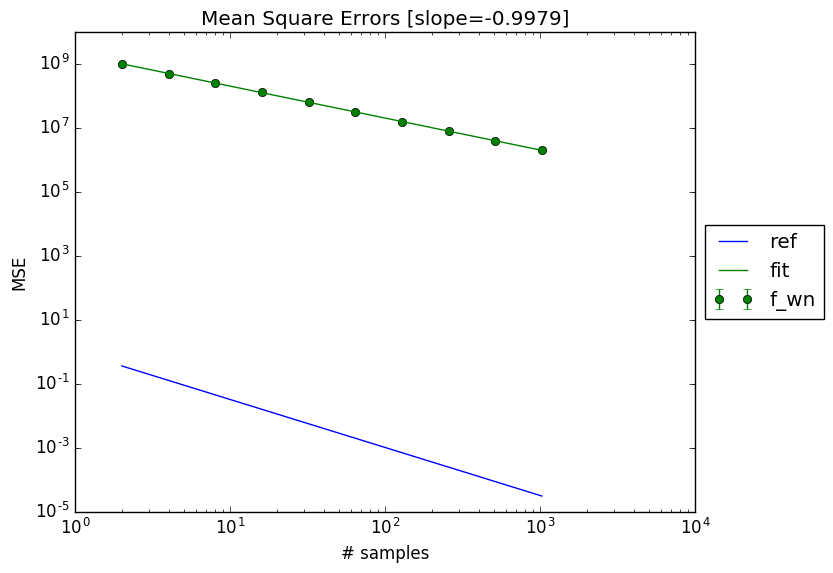 Mean Square Errors [slope=-0.9979]
10^9
10^7
10^5
10^3
10^1
10^-1
10^-3
10^-5
MSE
10^0 10^1 10^2 10^3 10^4
# samples
ref
fit
f_wn